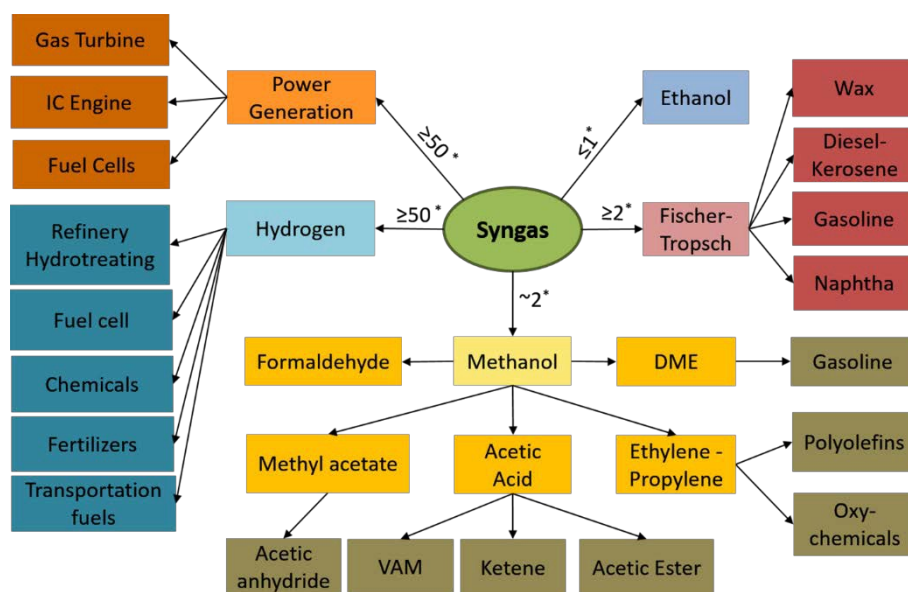 Gas Turbine
IC Engine
Fuel Cells
Power
Generation
≥50 *
Ethanol
≤1*
Wax
Diesel-
Kerosene
Gasoline
Naphtha
Fischer-
Tropsch
≥2*
Syngas
≥50 *
Hydrogen
Refinery
Hydrotreating
Fuel cell
Chemicals
Fertilizers
Transportation
fuels
~2*
Formaldehyde
Methanol
DME
Gasoline
Methyl acetate
Acetic
Acid
Ethylene -
Propylene
Polyolefins
Oxy-
chemicals
Acetic
anhydride
VAM
Ketene
Acetic Ester